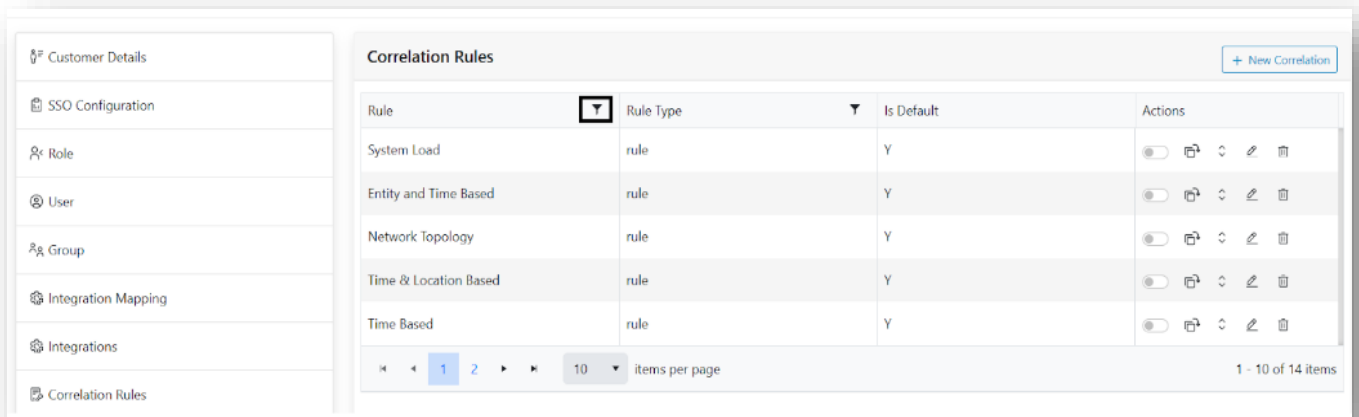 Customer Details
SSO Configuration
Role
User
Group
Integration Mapping
Integrations
Correlation Rules
Correlation Rules
+ New Correlation
Rule Rule Type Is Default Actions
System Load rule Y
Entity and Time Based rule Y
Network Topology rule Y
Time & Location Based rule Y
Time Based rule Y
1 2 10 items per page 1 - 10 of 14 items